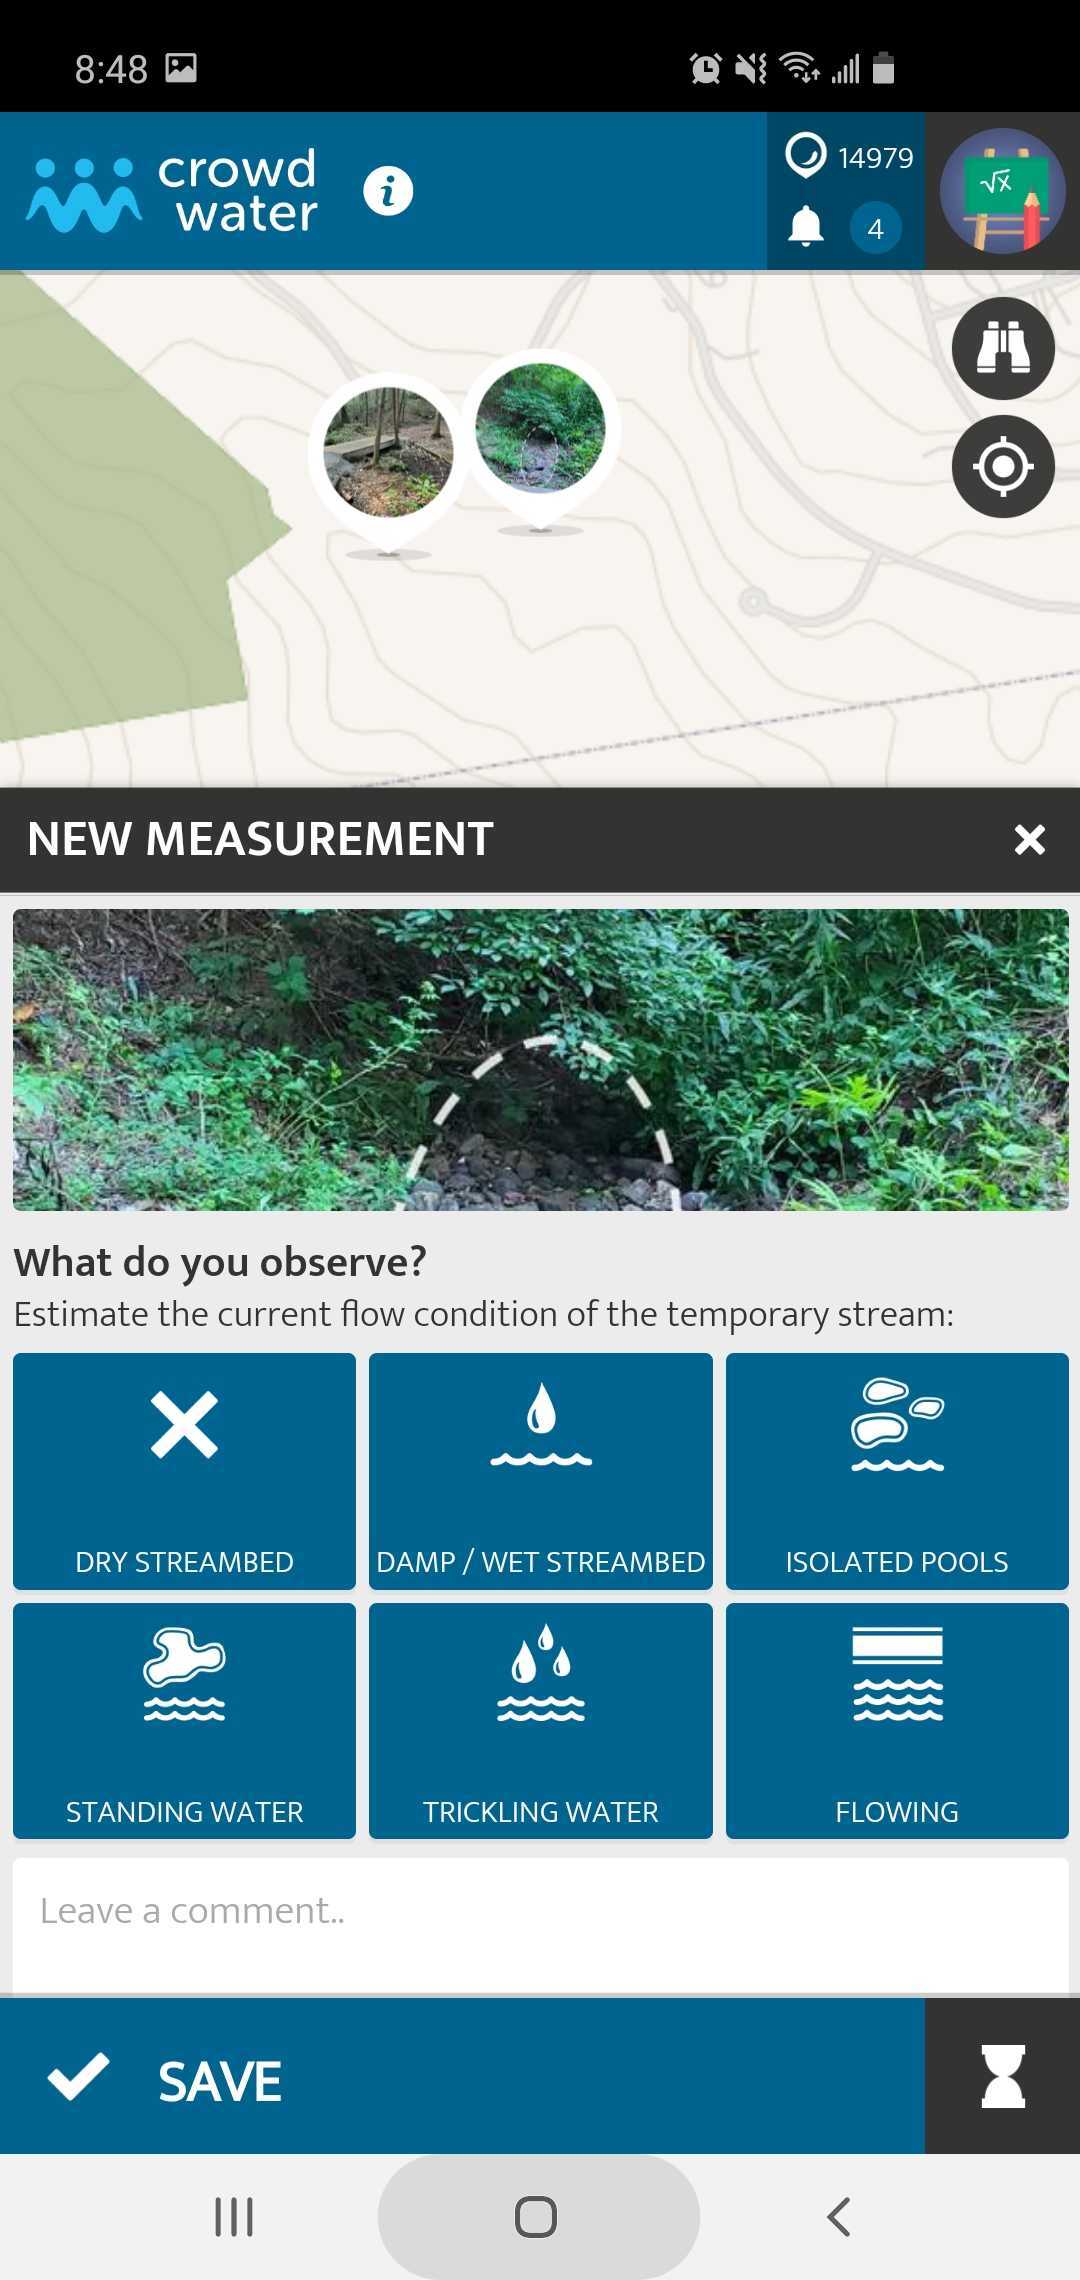 8:48
crowd
water
i
14979
4
√x
NEW MEASUREMENT
What do you observe?
Estimate the current flow condition of the temporary stream:
DRY STREAMBED
DAMP / WET STREAMBED
ISOLATED POOLS
STANDING WATER
TRICKLING WATER
FLOWING
Leave a comment..
SAVE